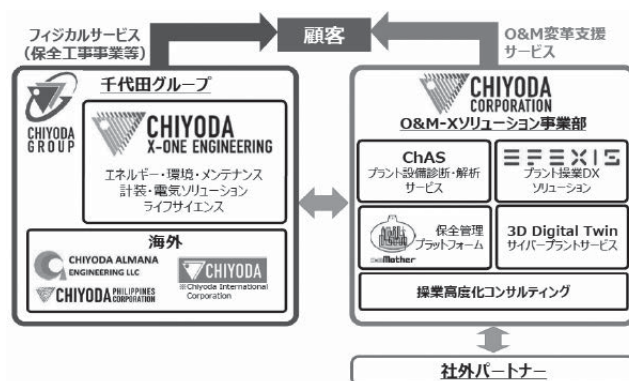 フィジカルサービス
(保全工事事業等)
顧客
O&M変革支援
サービス
千代田グループ
CHIYODA
GROUP
CHIYODA
X-ONE ENGINEERING
エネルギー・環境・メンテナンス
計装・電気ソリューション
ライフサイエンス
海外
CHIYODA ALMANA
ENGINEERING LLC
CHIYODA PHILIPPINES
CORPORATION
CHIYODA
Chiyoda International
Corporation
CHIYODA
CORPORATION
O&M-Xソリューション事業部
ChAS
プラント設備診断・解析
サービス
EFEXIS
プラント操業DX
ソリューション
保全管理
プラットフォーム
Mother
3D Digital Twin
サイバープラントサービス
操業高度化コンサルティング
社外パートナー